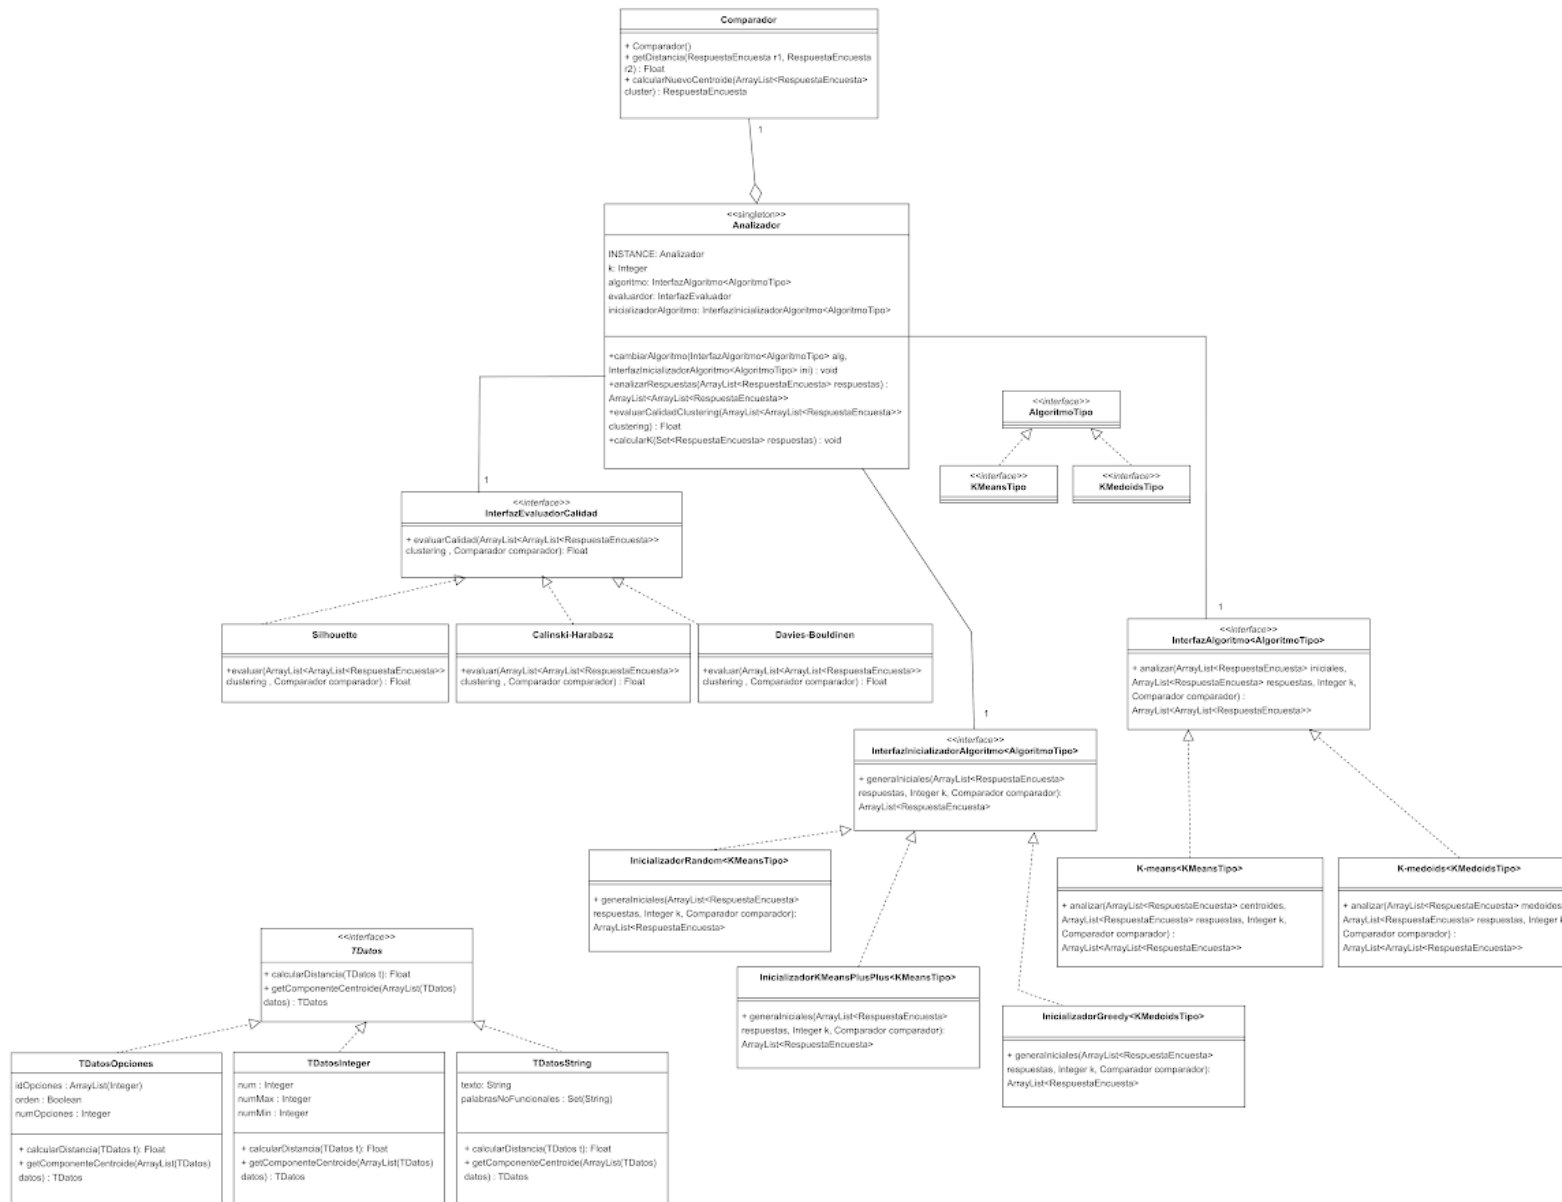 Comparador
+ Comparador()
+ getDistancia(RespuestaEncuesta r1, RespuestaEncuesta
r2) : Float
+ calcularNuevoCentroide(ArrayList<RespuestaEncuesta>
cluster) : RespuestaEncuesta
1
<<singleton>>
Analizador
INSTANCE: Analizador
k: Integer
algoritmo: InterfazAlgoritmo<AlgoritmoTipo>
evaluardor: InterfazEvaluador
inicializadorAlgoritmo: InterfazInicializadorAlgoritmo<AlgoritmoTipo>
+cambiarAlgoritmo(InterfazAlgoritmo<AlgoritmoTipo> alg,
InterfazInicializadorAlgoritmo<AlgoritmoTipo> ini) : void
+analizarRespuestas(ArrayList<RespuestaEncuesta> respuestas) :
ArrayList<ArrayList<RespuestaEncuesta>>
+evaluarCalidadClustering(ArrayList<ArrayList<RespuestaEncuesta>>
clustering) : Float
+calcularK(Set<RespuestaEncuesta> respuestas) : void
<<interface>>
AlgoritmoTipo
<<interface>>
KMeansTipo
<<interface>>
KMedoidsTipo
1
<<interface>>
InterfazEvaluadorCalidad
+ evaluarCalidad(ArrayList<ArrayList<RespuestaEncuesta>>
clustering , Comparador comparador): Float
Silhouette
+evaluar(ArrayList<ArrayList<RespuestaEncuesta>>
clustering , Comparador comparador) : Float
Calinski-Harabasz
+evaluar(ArrayList<ArrayList<RespuestaEncuesta>>
clustering , Comparador comparador) : Float
Davies-Bouldinen
+evaluar(ArrayList<ArrayList<RespuestaEncuesta>>
clustering , Comparador comparador) : Float
1
<<interface>>
InterfazAlgoritmo<AlgoritmoTipo>
+ analizar(ArrayList<RespuestaEncuesta> iniciales,
ArrayList<RespuestaEncuesta> respuestas, Integer k,
Comparador comparador) :
ArrayList<ArrayList<RespuestaEncuesta>>
1
<<interface>>
InterfazInicializadorAlgoritmo<AlgoritmoTipo>
+ generaIniciales(ArrayList<RespuestaEncuesta>
respuestas, Integer k, Comparador comparador):
ArrayList<RespuestaEncuesta>
InicializadorRandom<KMeansTipo>
+ generaIniciales(ArrayList<RespuestaEncuesta>
respuestas, Integer k, Comparador comparador):
ArrayList<RespuestaEncuesta>
K-means<KMeansTipo>
+ analizar(ArrayList<RespuestaEncuesta> centroides,
ArrayList<RespuestaEncuesta> respuestas, Integer k,
Comparador comparador) :
ArrayList<ArrayList<RespuestaEncuesta>>
K-medoids<KMedoidsTipo>
+ analizar(ArrayList<RespuestaEncuesta> medoides
ArrayList<RespuestaEncuesta> respuestas, Integer k
Comparador comparador) :
ArrayList<ArrayList<RespuestaEncuesta>>
InicializadorKMeansPlusPlus<KMeansTipo>
+ generaIniciales(ArrayList<RespuestaEncuesta>
respuestas, Integer k, Comparador comparador):
ArrayList<RespuestaEncuesta>
InicializadorGreedy<KMedoidsTipo>
+ generaIniciales(ArrayList<RespuestaEncuesta>
respuestas, Integer k, Comparador comparador):
ArrayList<RespuestaEncuesta>
<<interface>>
TDatos
+ calcularDistancia(TDatos t): Float
+ getComponenteCentroide(ArrayList(TDatos)
datos) : TDatos
TDatosOpciones
idOpciones : ArrayList(Integer)
orden : Boolean
numOpciones : Integer
+ calcularDistancia(TDatos t): Float
+ getComponenteCentroide(ArrayList(TDatos)
datos) : TDatos
TDatosInteger
num : Integer
numMax : Integer
numMin : Integer
+ calcularDistancia(TDatos t): Float
+ getComponenteCentroide(ArrayList(TDatos)
datos) : TDatos
TDatosString
texto: String
palabrasNoFuncionales : Set(String)
+ calcularDistancia(TDatos t): Float
+ getComponenteCentroide(ArrayList(TDatos)
datos) : TDatos